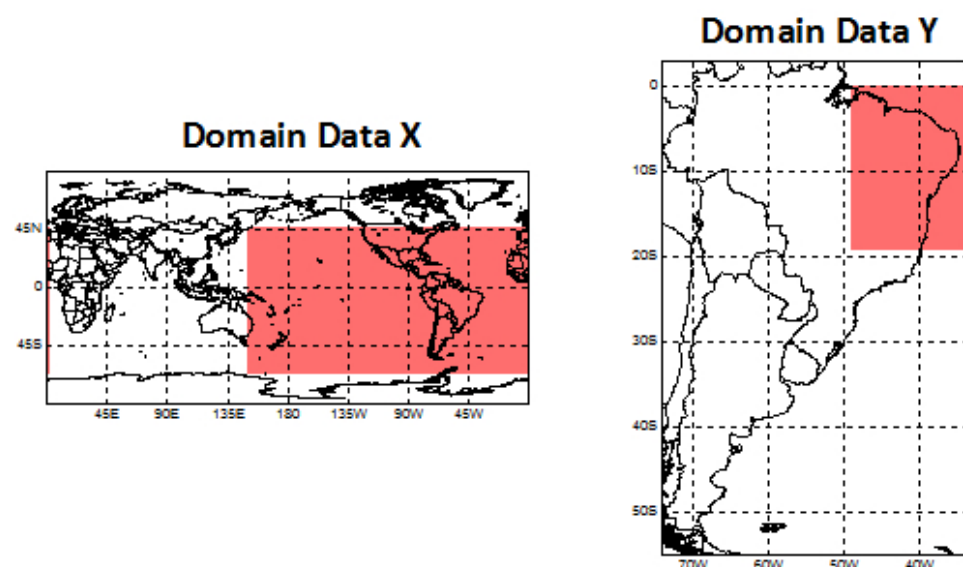 Domain Data X
45N
0
45S
45E 90E 135E 180 135W 90W 45W
Domain Data Y
0
10S
20S
30S
40S
50S
70W 60W 50W 40W